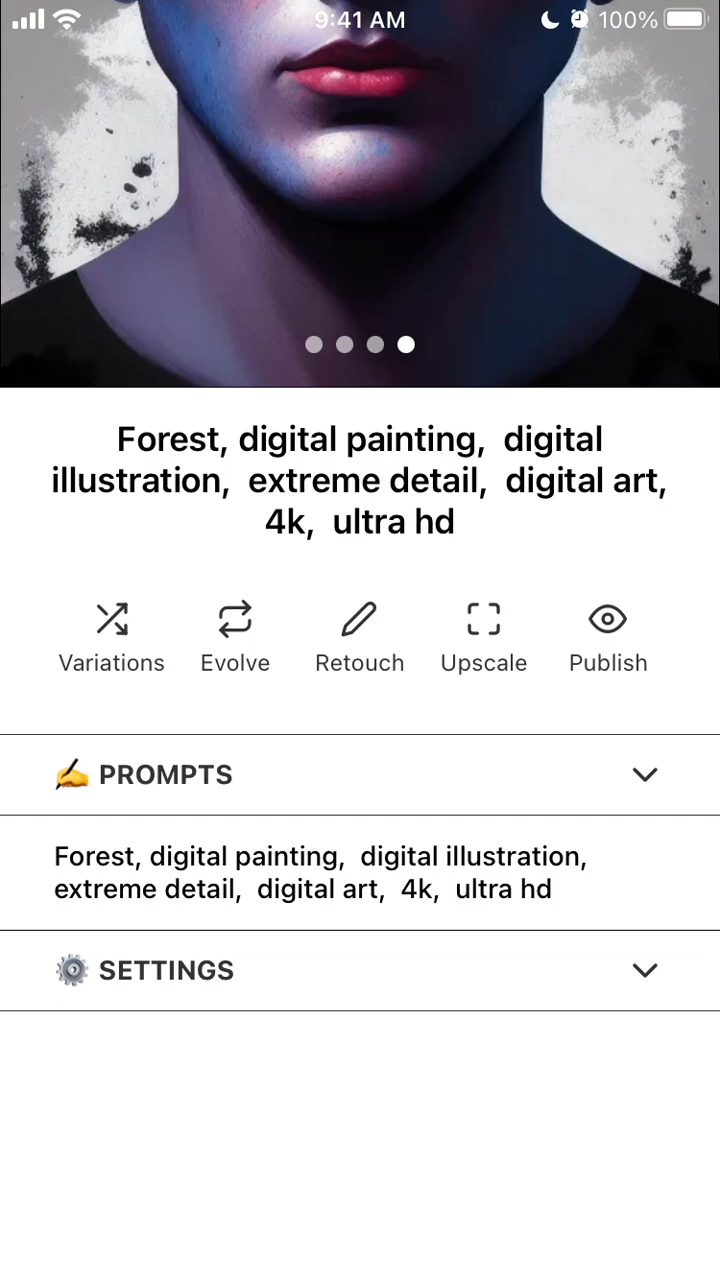 9:41 AM
100%
Forest, digital painting,  digital
illustration,  extreme detail,  digital art,
4k,  ultra hd
Variations
Evolve
Retouch
Upscale
Publish
✍️ PROMPTS
Forest, digital painting,  digital illustration,
extreme detail,  digital art,  4k,  ultra hd
⚙️ SETTINGS